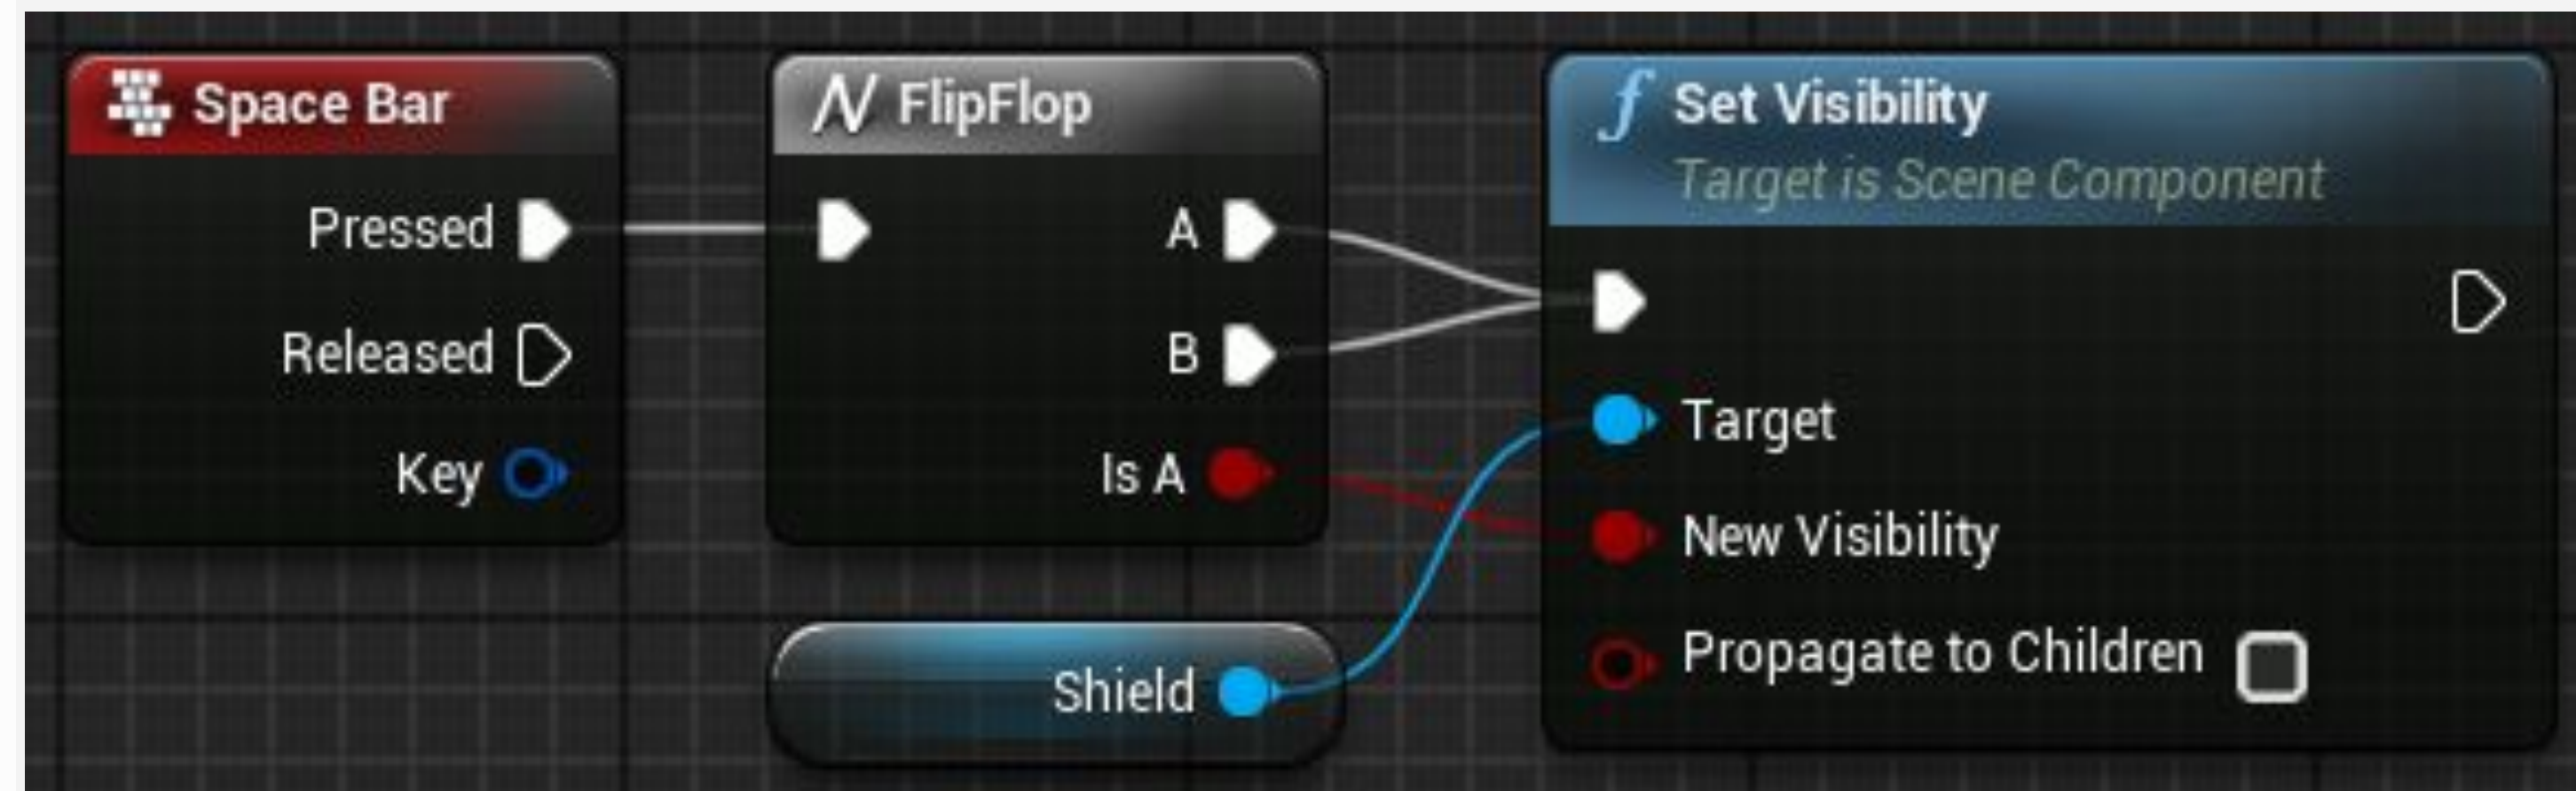 Space Bar
Pressed
Released
Key
FlipFlop
A
B
Is A
Shield
Set Visibility
Target is Scene Component
Target
New Visibility
Propagate to Children